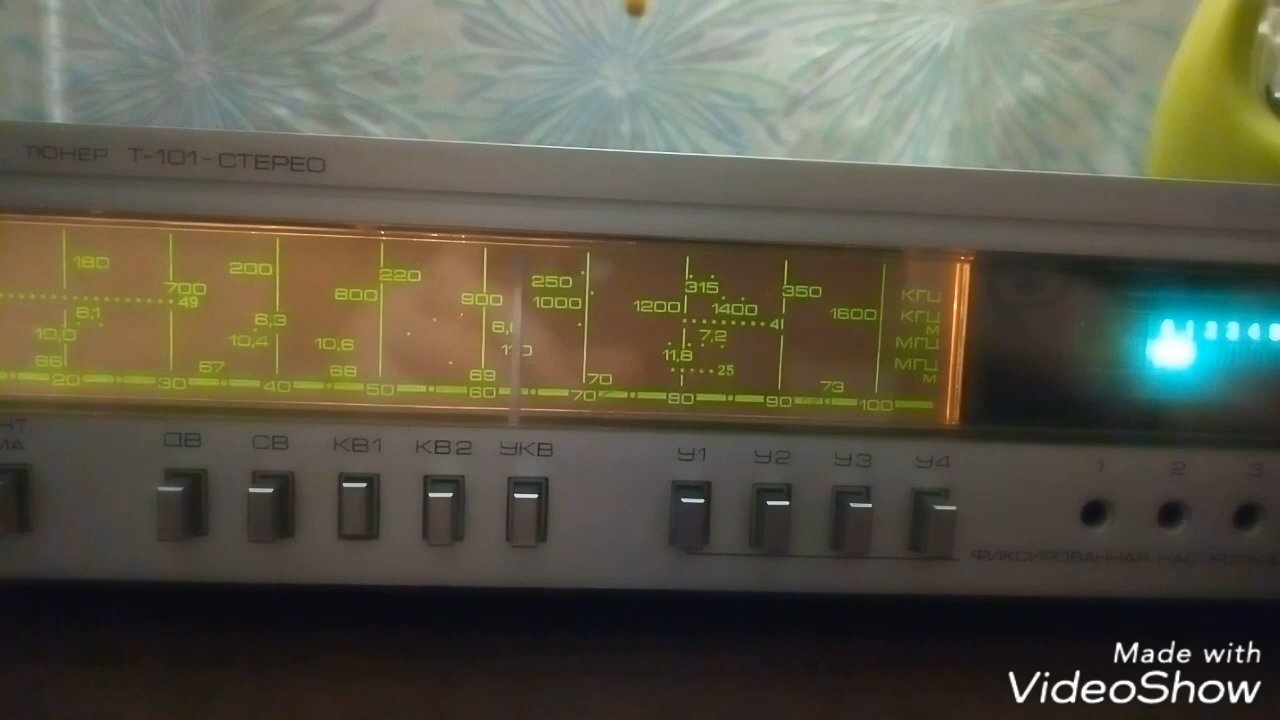 ТЮНЕР Т-101-СТЕРЕО
180 200 220 250 315 350 КГЦ
700 800 900 1000 1200 1400 1600 КГЦ
49 41 М
6,1 6,3 7,2 МГЦ
10,0 10,4 10,6 11,8 МГЦ
25 М
66 67 68 69 70 73
20 30 40 50 60 70 80 90 100
ДВ СВ КВ1 КВ2 УКВ У1 У2 У3 У4 1 2 3
ФИКСИРОВАННАЯ НАСТРОЙКА
Made with
VideoShow